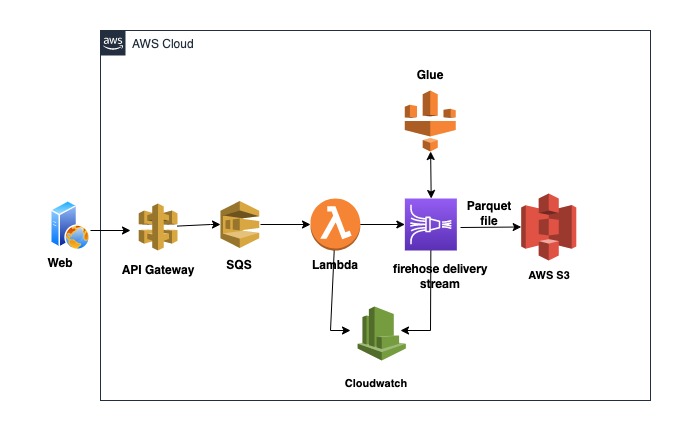 aws
AWS Cloud
Glue
Parquet
file
Web
API Gateway
SQS
Lambda
firehose delivery
stream
AWS S3
Cloudwatch